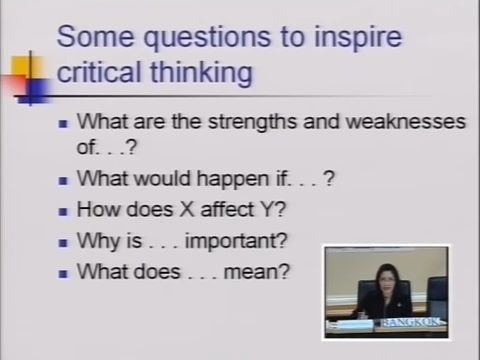 Some questions to inspire
critical thinking
What are the strengths and weaknesses
of. . .?
What would happen if. . . ?
How does X affect Y?
Why is . . . important?
What does . . . mean?
BANGKOK